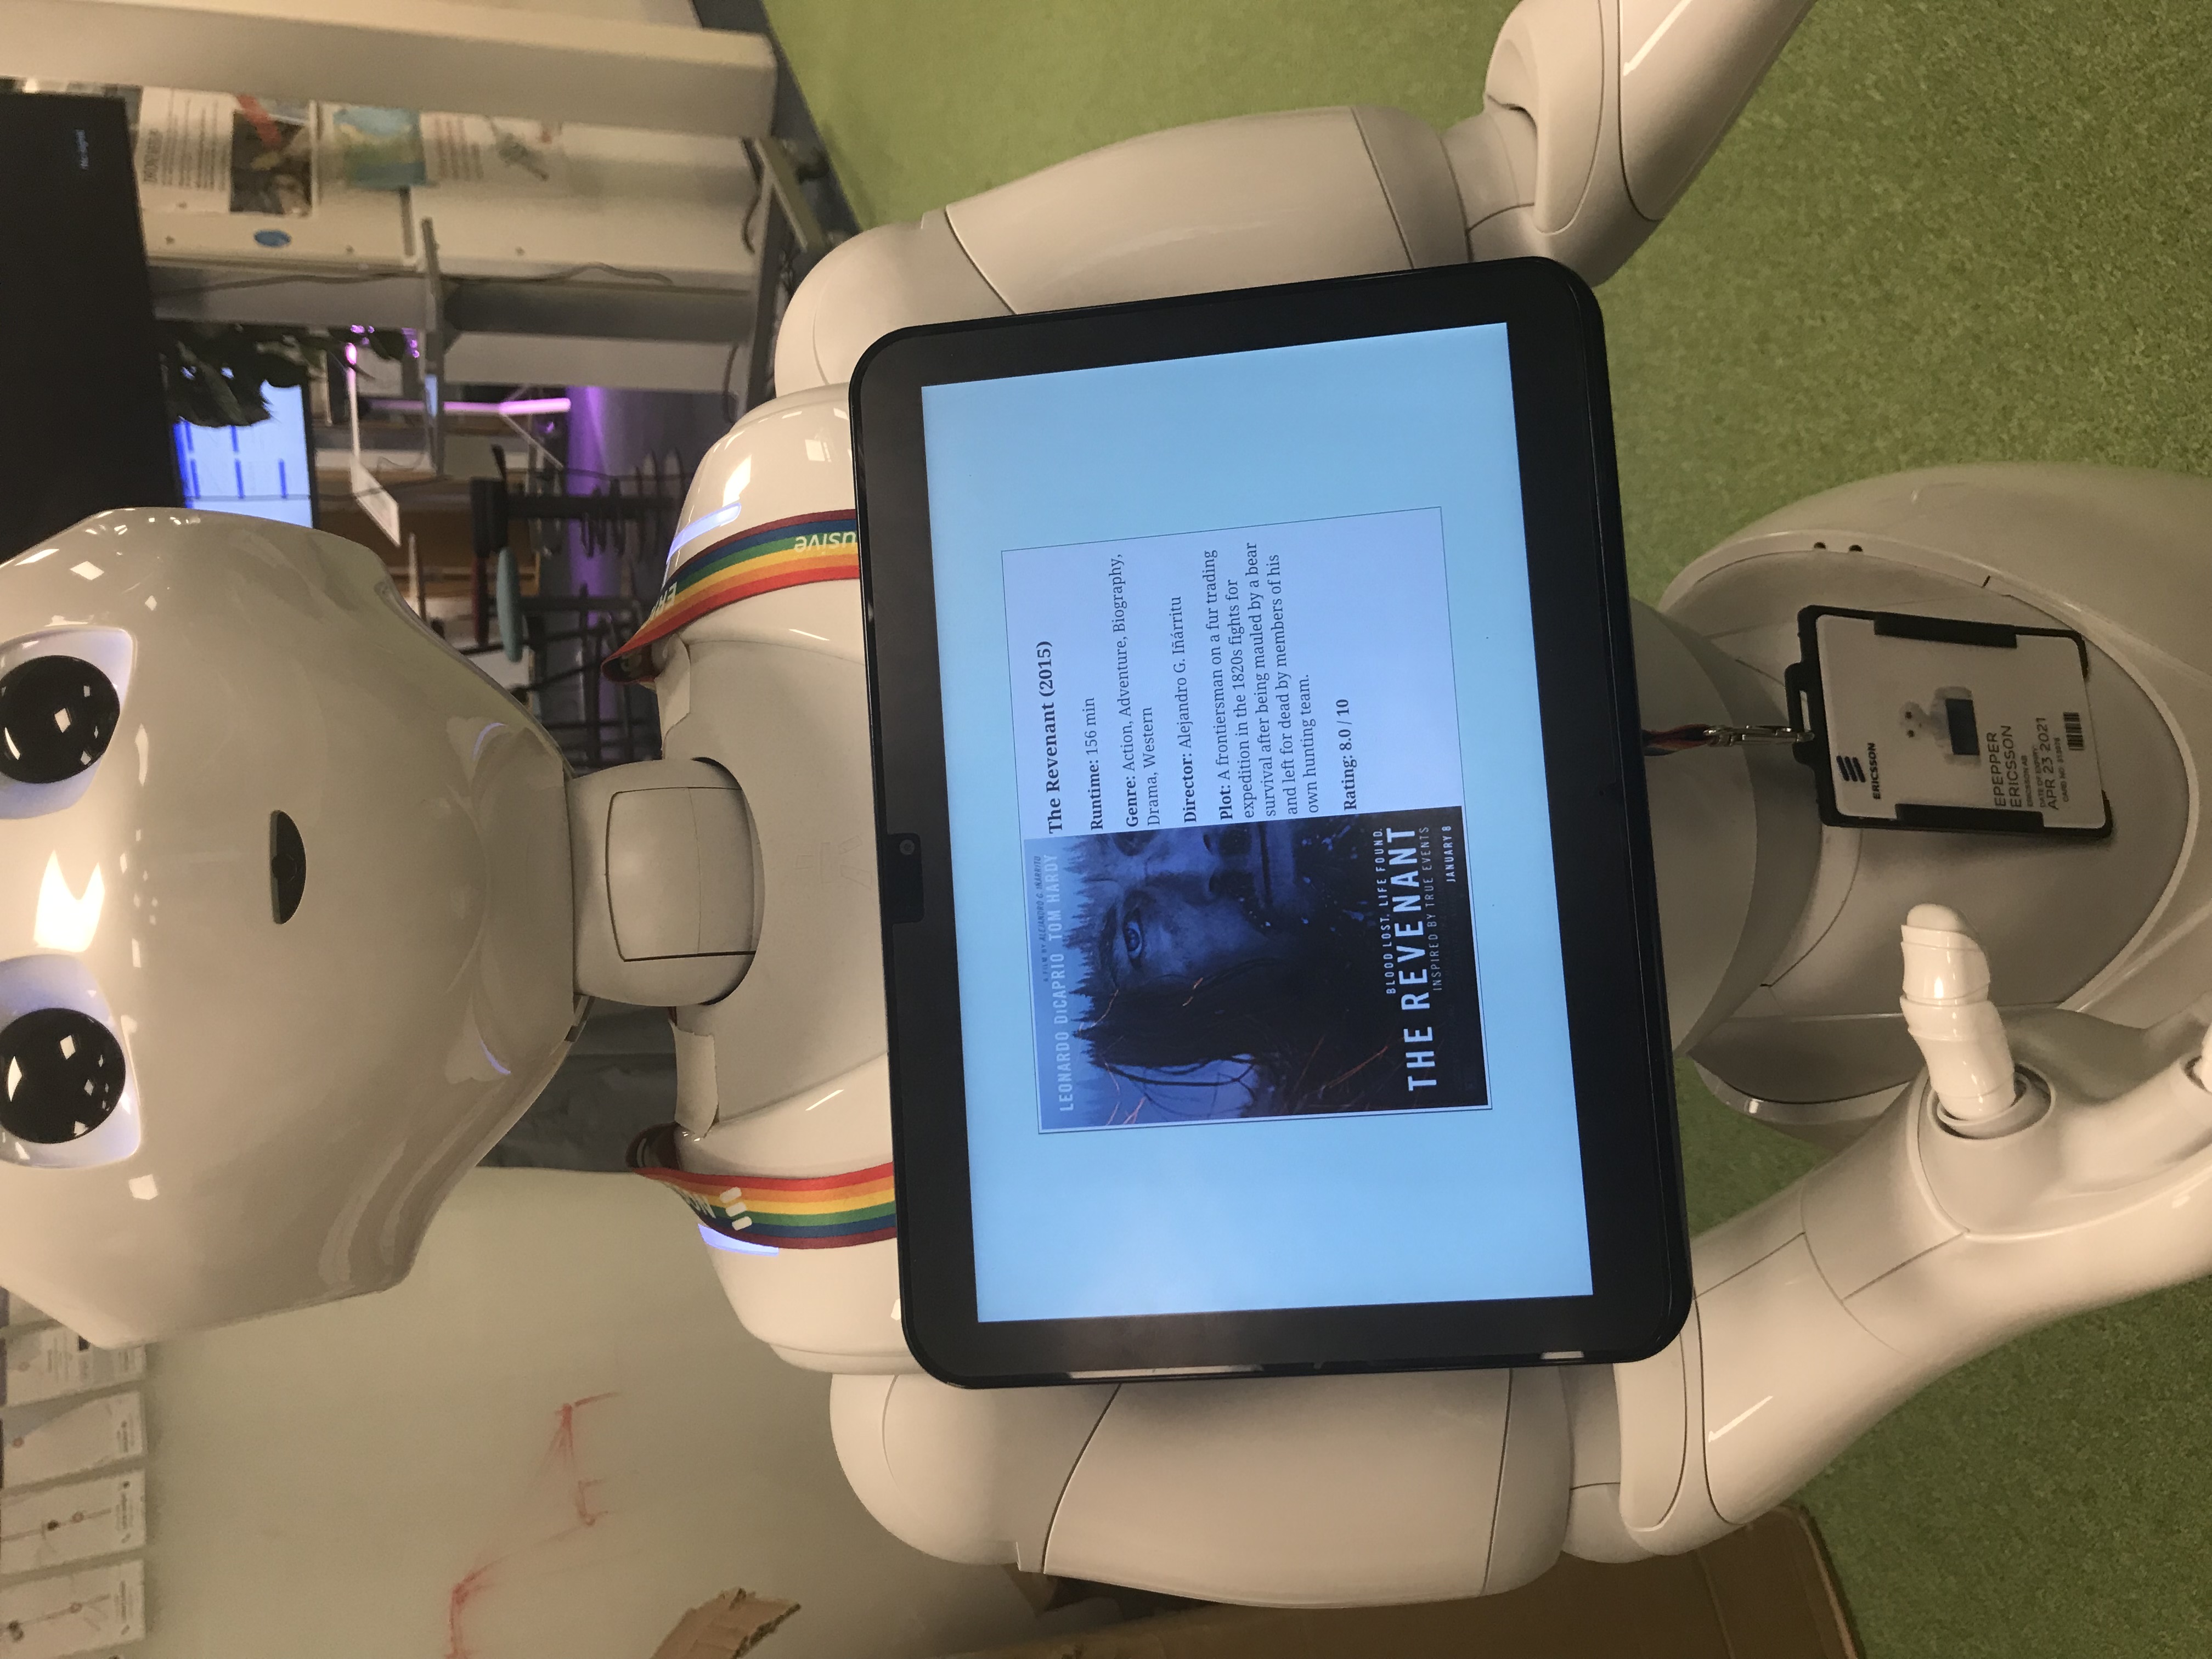 No signal
usive
A FILM BY ALEJANDRO G. IÑÁRRITU
LEONARDO DiCAPRIO TOM HARDY
BLOOD LOST. LIFE FOUND.
THE REVENANT
INSPIRED BY TRUE EVENTS
JANUARY 8
The Revenant (2015)
Runtime: 156 min
Genre: Action, Adventure, Biography,
Drama, Western
Director: Alejandro G. Iñárritu
Plot: A frontiersman on a fur trading
expedition in the 1820s fights for
survival after being mauled by a bear
and left for dead by members of his
own hunting team.
Rating: 8.0 / 10
ERICSSON
EPEPPER
ERICSSON
ERICSSON AB
DATE OF EXPIRY:
APR 23 2021
CARD NO.